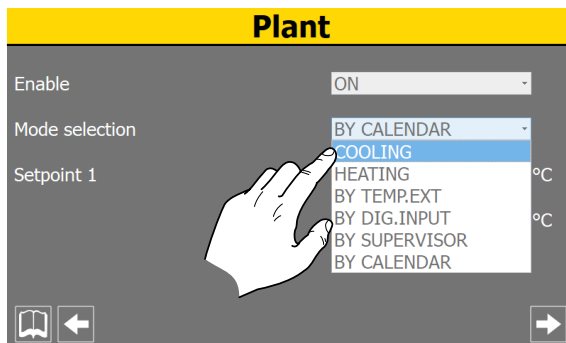 Plant
Enable
ON
Mode selection
BY CALENDAR
COOLING
Setpoint 1
HEATING
°C
BY TEMP.EXT
BY DIG.INPUT
°C
BY SUPERVISOR
BY CALENDAR